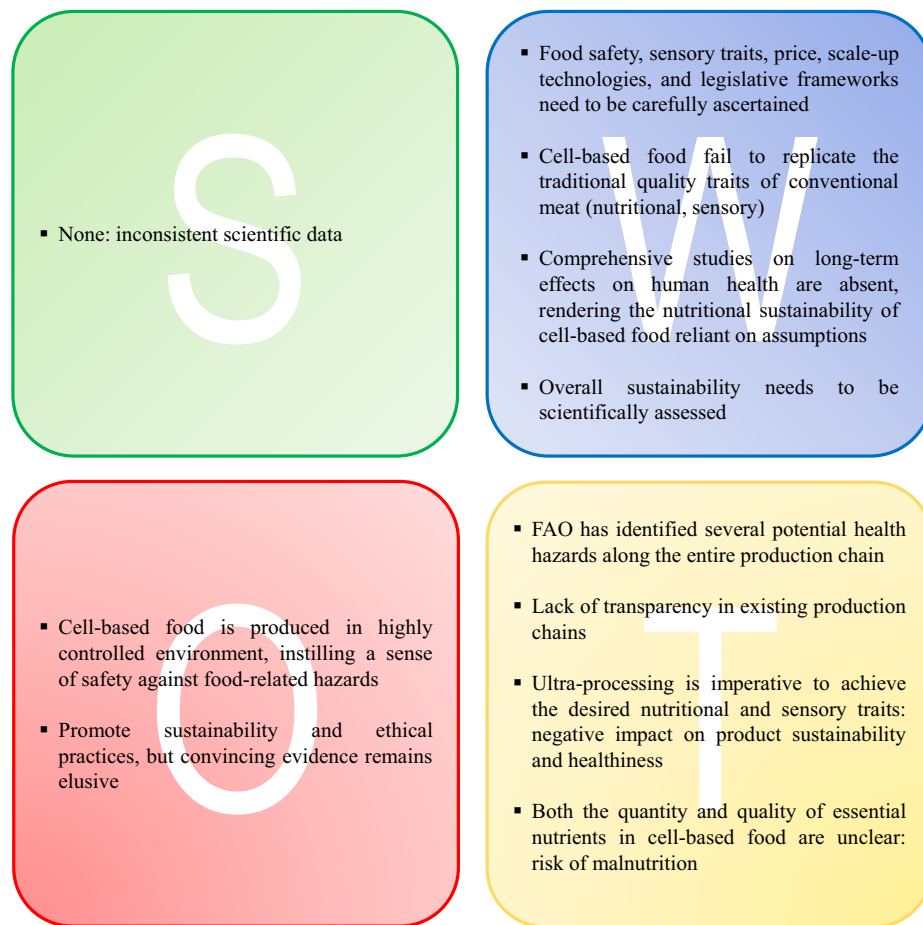 S
▪ None: inconsistent scientific data
W
▪ Food safety, sensory traits, price, scale-up
technologies, and legislative frameworks
need to be carefully ascertained
▪ Cell-based food fail to replicate the
traditional quality traits of conventional
meat (nutritional, sensory)
▪ Comprehensive studies on long-term
effects on human health are absent,
rendering the nutritional sustainability of
cell-based food reliant on assumptions
▪ Overall sustainability needs to be
scientifically assessed
O
▪ Cell-based food is produced in highly
controlled environment, instilling a sense
of safety against food-related hazards
▪ Promote sustainability and ethical
practices, but convincing evidence remains
elusive
T
▪ FAO has identified several potential health
hazards along the entire production chain
▪ Lack of transparency in existing production
chains
▪ Ultra-processing is imperative to achieve
the desired nutritional and sensory traits:
negative impact on product sustainability
and healthiness
▪ Both the quantity and quality of essential
nutrients in cell-based food are unclear:
risk of malnutrition